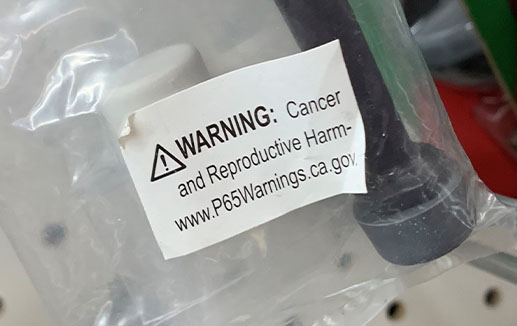 ⚠WARNING: Cancer
and Reproductive Harm-
www.P65Warnings.ca.gov